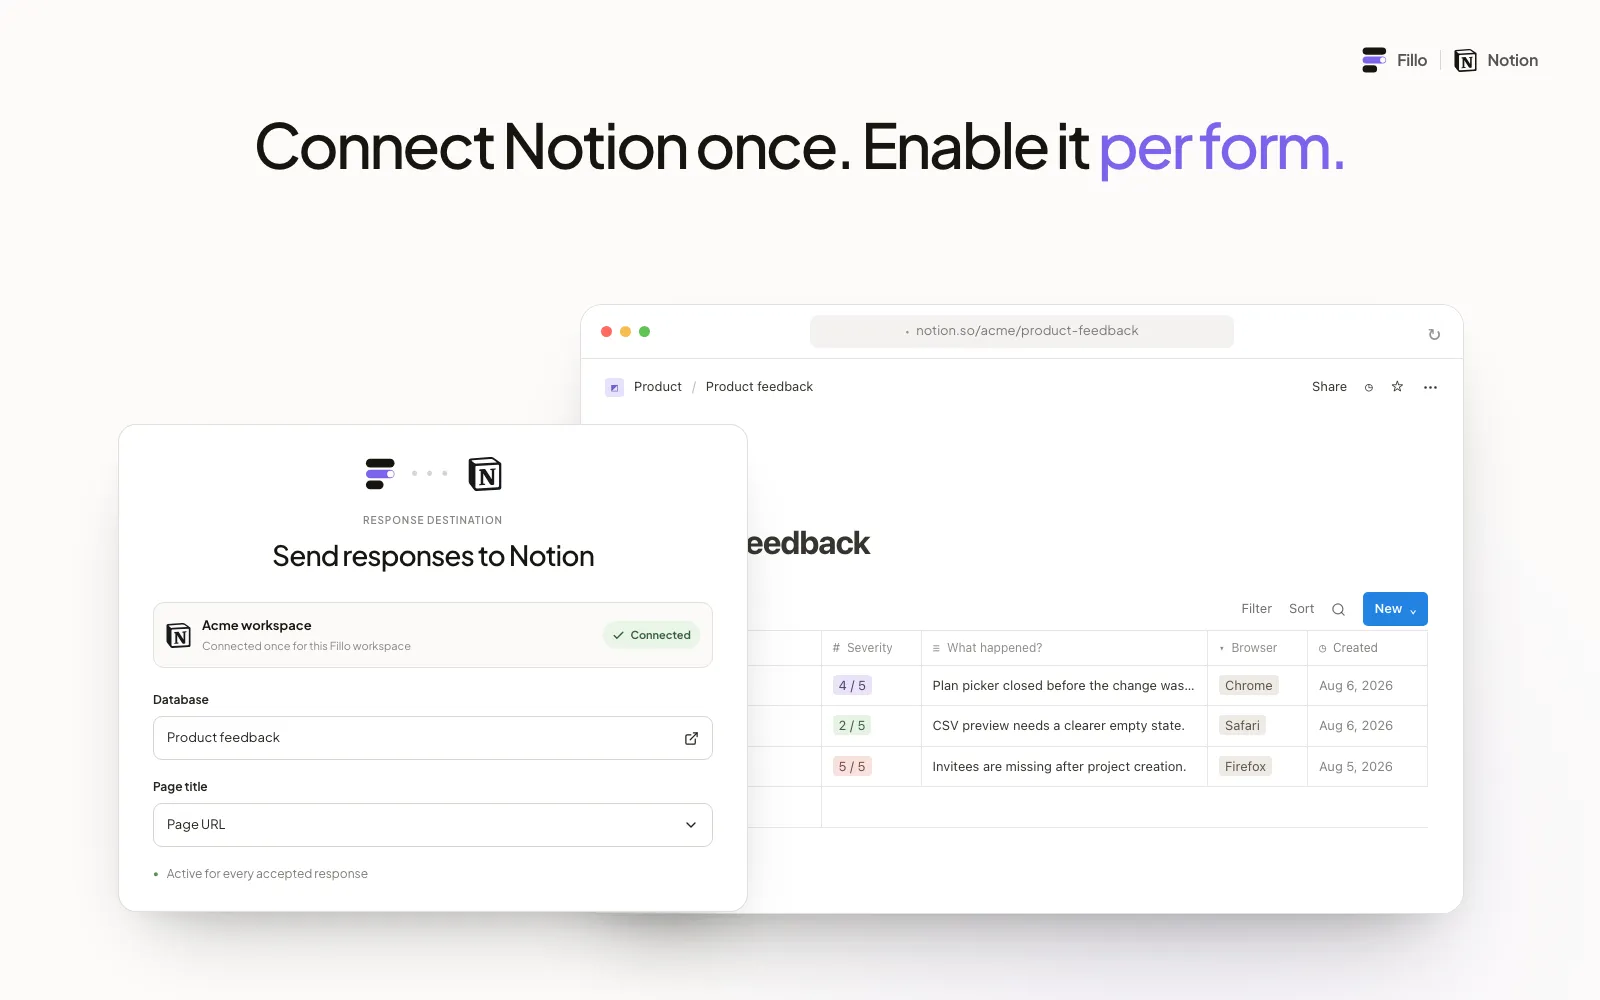 Fillo | Notion
Connect Notion once. Enable it per form.
notion.so/acme/product-feedback
Product / Product feedback
Share
RESPONSE DESTINATION
Send responses to Notion
Acme workspace
Connected once for this Fillo workspace
Connected
Database
Product feedback
Page title
Page URL
Active for every accepted response
eedback
Filter Sort New
# Severity What happened? Browser Created
4 / 5 Plan picker closed before the change was... Chrome Aug 6, 2026
2 / 5 CSV preview needs a clearer empty state. Safari Aug 6, 2026
5 / 5 Invitees are missing after project creation. Firefox Aug 5, 2026